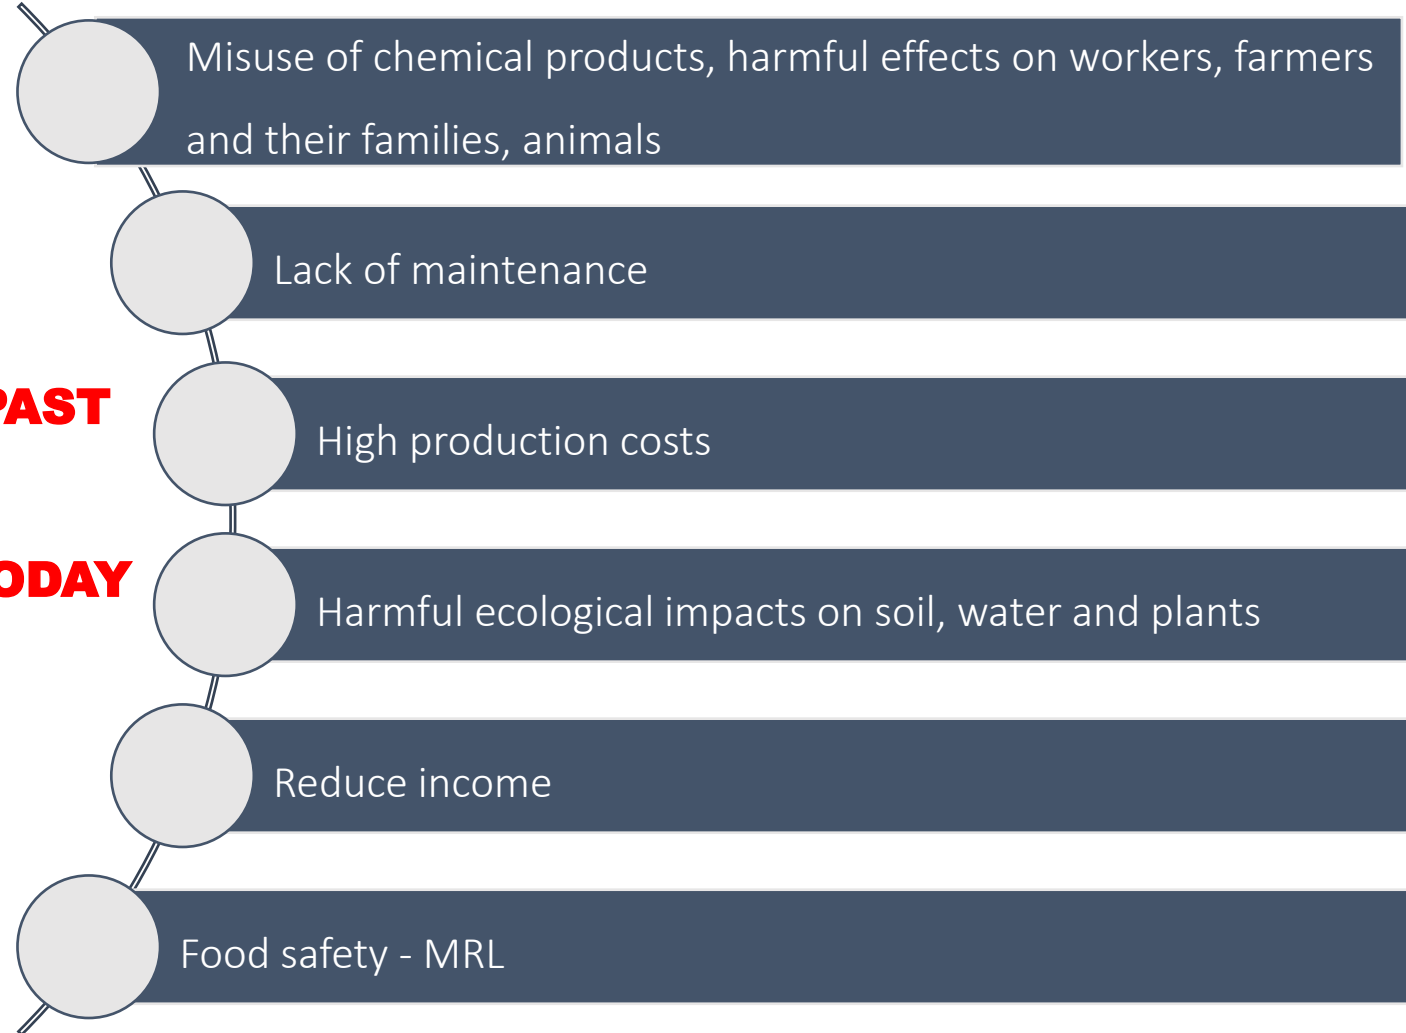 Misuse of chemical products, harmful effects on workers, farmers
and their families, animals
Lack of maintenance
PAST
High production costs
ODAY
Harmful ecological impacts on soil, water and plants
Reduce income
Food safety - MRL